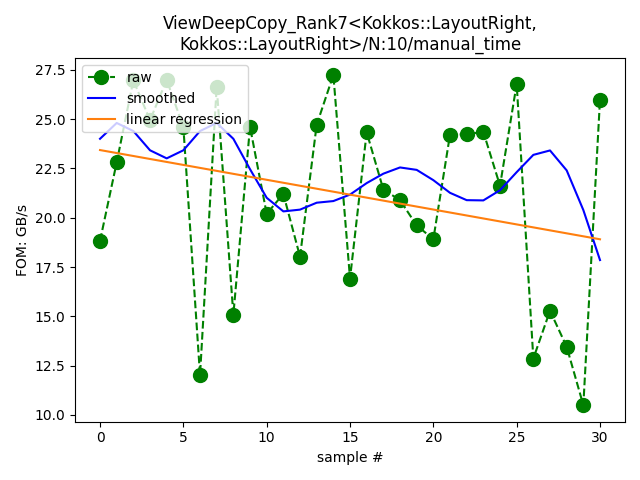 ViewDeepCopy_Rank7<Kokkos::LayoutRight,
Kokkos::LayoutRight>/N:10/manual_time
27.5
25.0
22.5
20.0
17.5
15.0
12.5
10.0
FOM: GB/s
raw
smoothed
linear regression
0 5 10 15 20 25 30
sample #